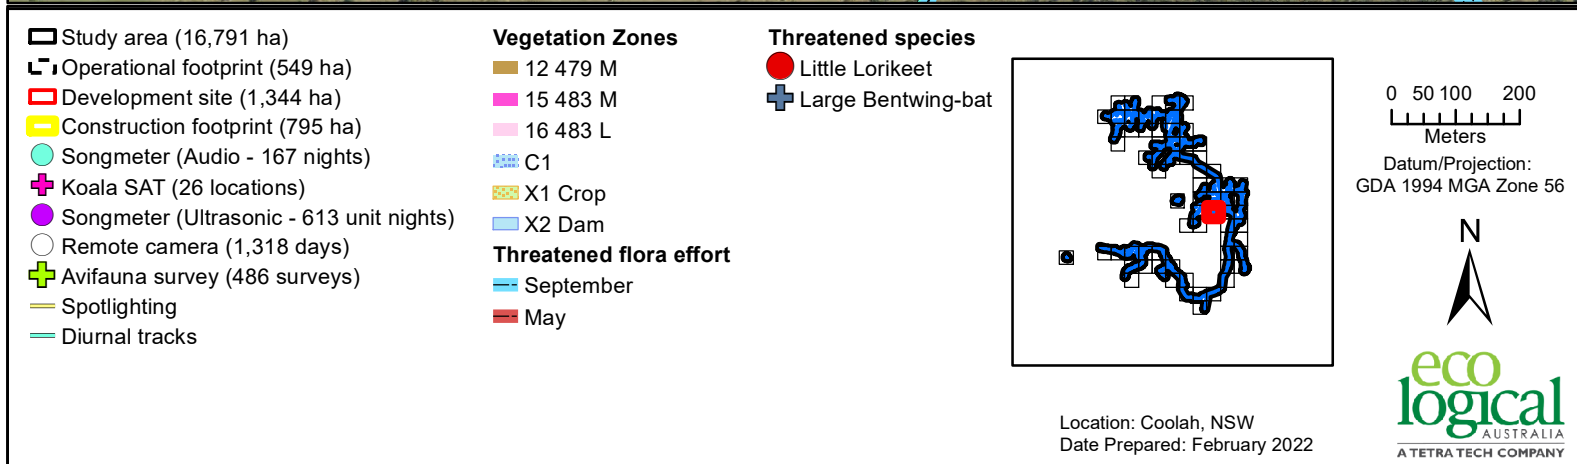 Study area (16,791 ha)
Operational footprint (549 ha)
Development site (1,344 ha)
Construction footprint (795 ha)
Songmeter (Audio - 167 nights)
Koala SAT (26 locations)
Songmeter (Ultrasonic - 613 unit nights)
Remote camera (1,318 days)
Avifauna survey (486 surveys)
Spotlighting
Diurnal tracks
Vegetation Zones
12 479 M
15 483 M
16 483 L
C1
X1 Crop
X2 Dam
Threatened flora effort
September
May
Threatened species
Little Lorikeet
Large Bentwing-bat
Location: Coolah, NSW
Date Prepared: February 2022
0 50 100 200
Meters
Datum/Projection:
GDA 1994 MGA Zone 56
N
eco
logical
AUSTRALIA
A TETRA TECH COMPANY